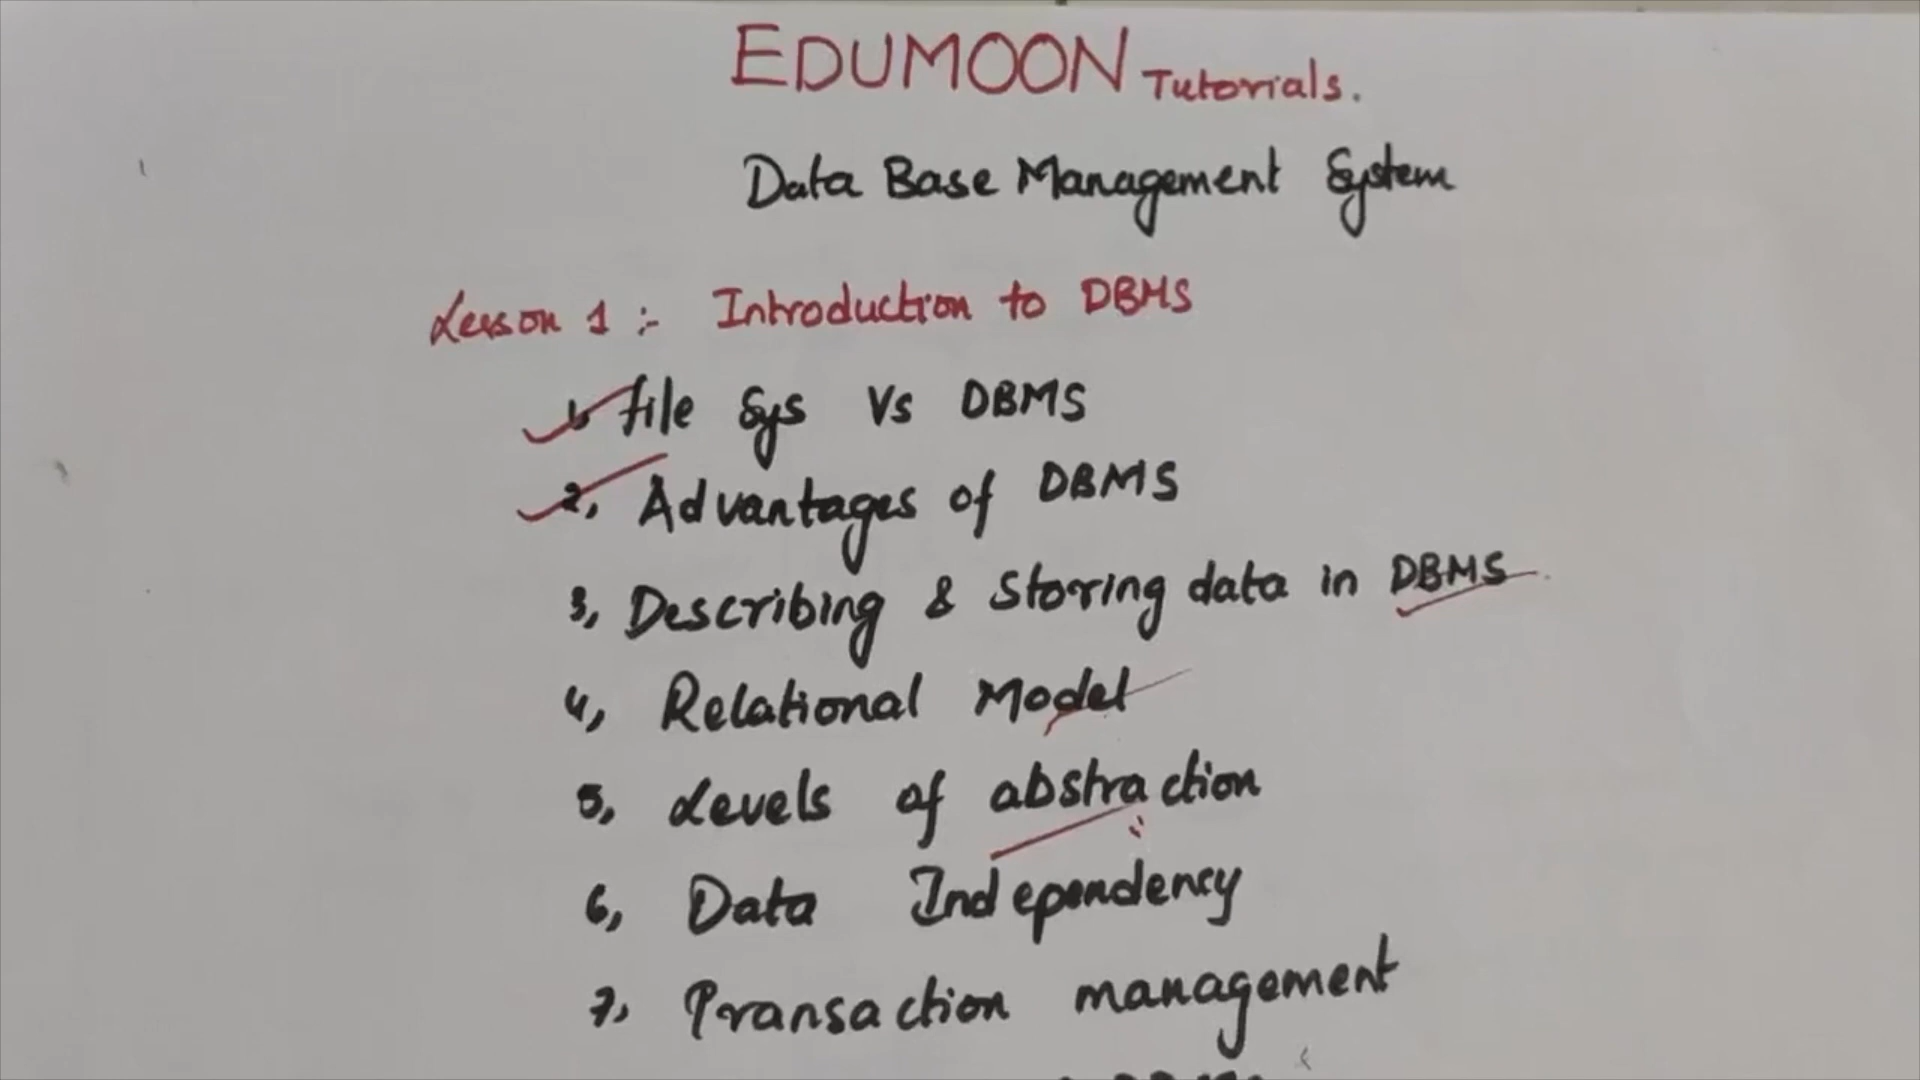 EDUMOON Tutorials.
Data Base Management System
Lesson 1 :- Introduction to DBMS
1, file Sys Vs DBMS
2, Advantages of DBMS
3, Describing & Storing data in DBMS
4, Relational Model
5, Levels of abstraction
6, Data Independency
7, Transaction management